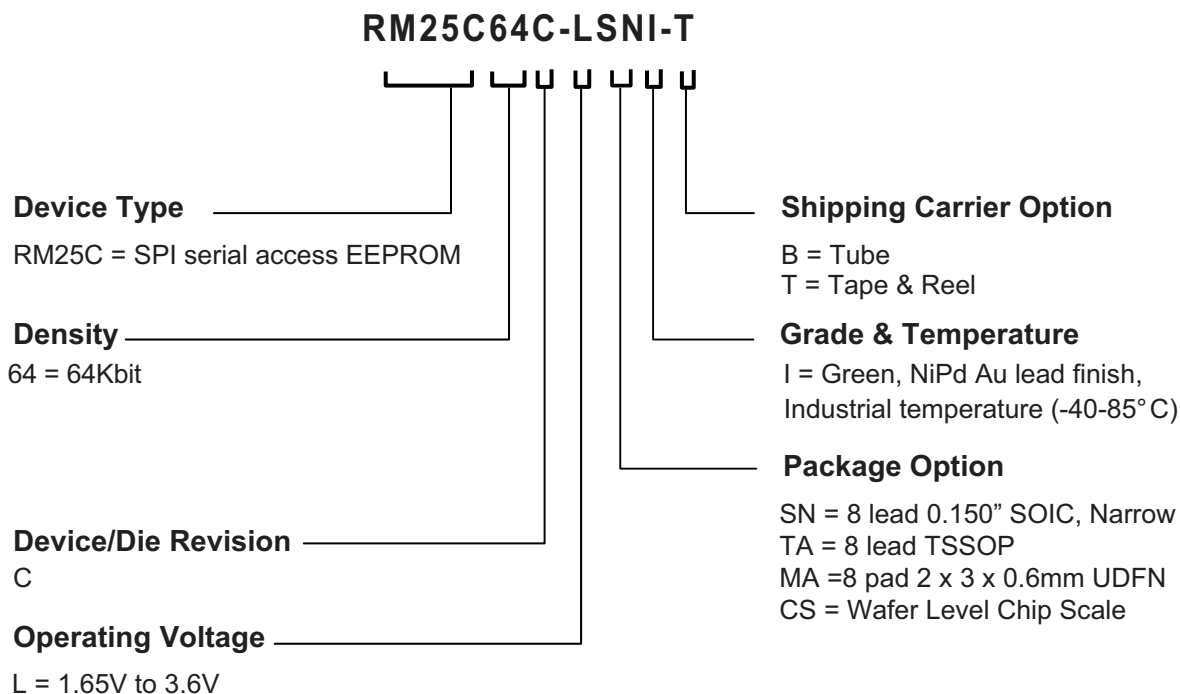 RM25C64C-LSNI-T
Device Type
RM25C = SPI serial access EEPROM
Density
64 = 64Kbit
Device/Die Revision
C
Operating Voltage
L = 1.65V to 3.6V
Shipping Carrier Option
B = Tube
T = Tape & Reel
Grade & Temperature
I = Green, NiPd Au lead finish,
Industrial temperature (-40-85° C)
Package Option
SN = 8 lead 0.150” SOIC, Narrow
TA = 8 lead TSSOP
MA =8 pad 2 x 3 x 0.6mm UDFN
CS = Wafer Level Chip Scale